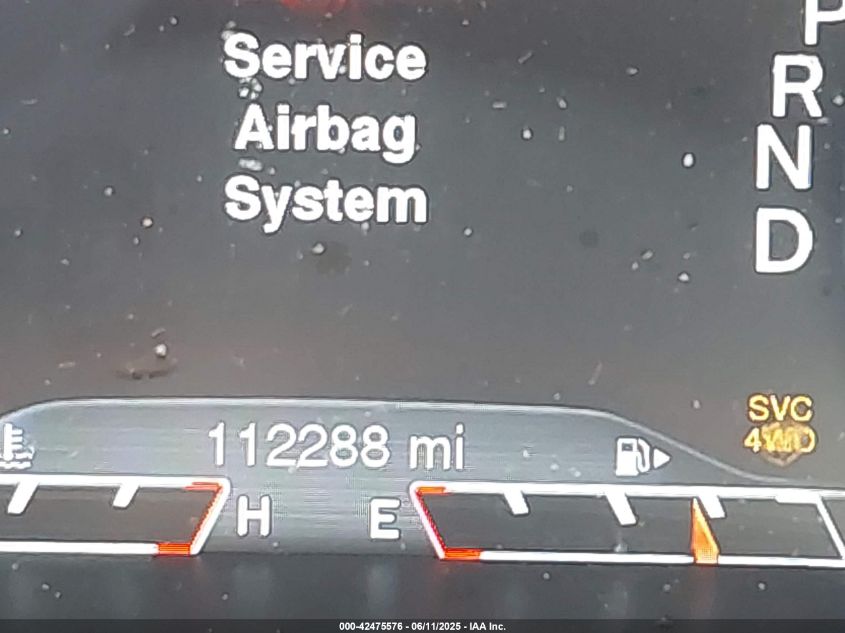 Service
Airbag
System
P
R
N
D
SVC
4WD
112288 mi
H
E
000-42475576 - 06/11/2025 - IAA Inc.